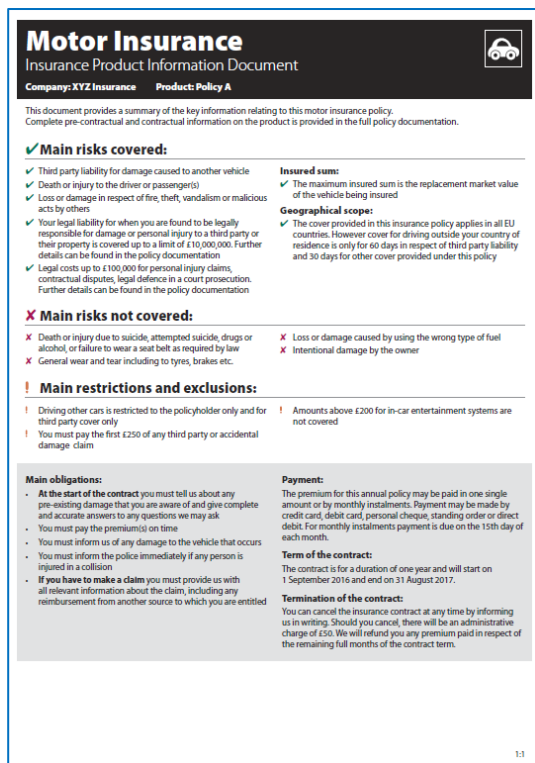 Motor Insurance
Insurance Product Information Document
Company: XYZ Insurance Product: Policy A
This document provides a summary of the key information relating to this motor insurance policy.
Complete pre-contractual and contractual information on the product is provided in the full policy documentation.
✔ Main risks covered:
✔ Third party liability for damage caused to another vehicle
✔ Death or injury to the driver or passenger(s)
✔ Loss or damage in respect of fire, theft, vandalism or malicious
acts by others
✔ Your legal liability for when you are found to be legally
responsible for damage or personal injury to a third party or
their property is covered up to a limit of £10,000,000. Further
details can be found in the policy documentation
✔ Legal costs up to £100,000 for personal injury claims,
contractual disputes, legal defence in a court prosecution.
Further details can be found in the policy documentation
Insured sum:
✔ The maximum insured sum is the replacement market value
of the vehicle being insured
Geographical scope:
✔ The cover provided in this insurance policy applies in all EU
countries. However cover for driving outside your country of
residence is only for 60 days in respect of third party liability
and 30 days for other cover provided under this policy
✘ Main risks not covered:
✘ Death or injury due to suicide, attempted suicide, drugs or
alcohol, or failure to wear a seat belt as required by law
✘ General wear and tear including to tyres, brakes etc.
✘ Loss or damage caused by using the wrong type of fuel
✘ Intentional damage by the owner
! Main restrictions and exclusions:
! Driving other cars is restricted to the policyholder only and for
third party cover only
! You must pay the first £250 of any third party or accidental
damage claim
! Amounts above £200 for in-car entertainment systems are
not covered
Main obligations:
• At the start of the contract you must tell us about any
pre-existing damage that you are aware of and give complete
and accurate answers to any questions we may ask
• You must pay the premium(s) on time
• You must inform us of any damage to the vehicle that occurs
• You must inform the police immediately if any person is
injured in a collision
• If you have to make a claim you must provide us with
all relevant information about the claim, including any
reimbursement from another source to which you are entitled
Payment:
The premium for this annual policy may be paid in one single
amount or by monthly instalments. Payment may be made by
credit card, debit card, personal cheque, standing order or direct
debit. For monthly instalments payment is due on the 15th day of
each month.
Term of the contract:
The contract is for a duration of one year and will start on
1 September 2016 and end on 31 August 2017.
Termination of the contract:
You can cancel the insurance contract at any time by informing
us in writing. Should you cancel, there will be an administrative
charge of £50. We will refund you any premium paid in respect of
the remaining full months of the contract term.
1:1